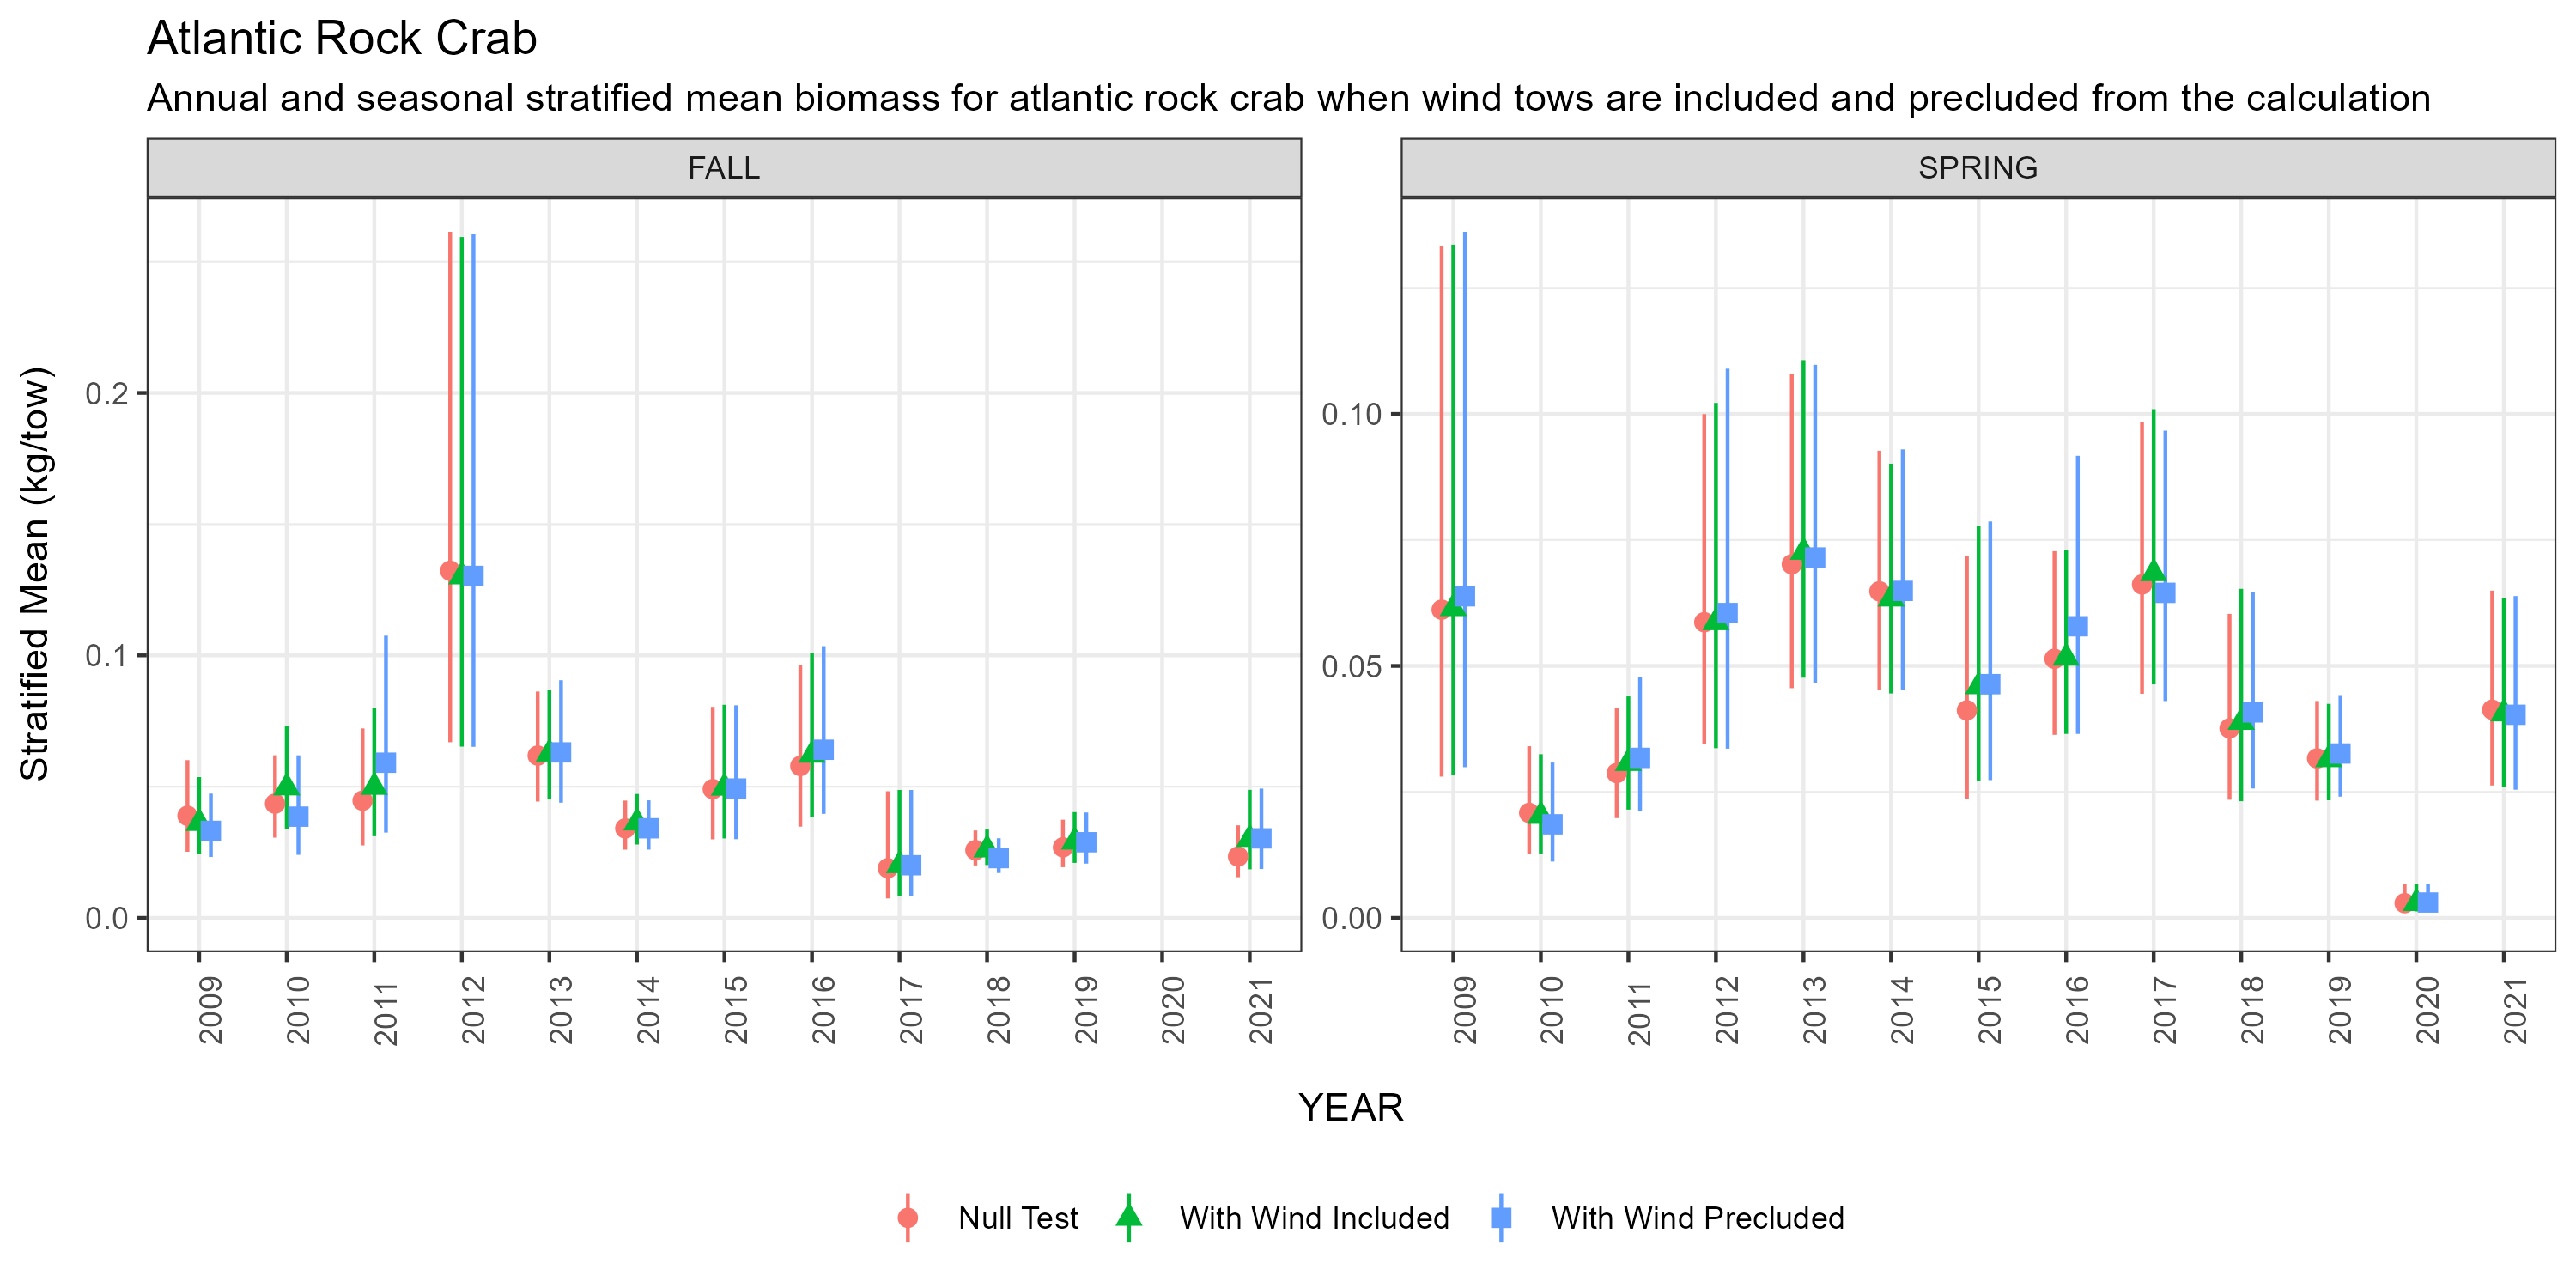 Atlantic Rock Crab
Annual and seasonal stratified mean biomass for atlantic rock crab when wind tows are included and precluded from the calculation
FALL
SPRING
Stratified Mean (kg/tow)
0.2
0.1
0.0
0.10
0.05
0.00
2009 2010 2011 2012 2013 2014 2015 2016 2017 2018 2019 2020 2021
2009 2010 2011 2012 2013 2014 2015 2016 2017 2018 2019 2020 2021
YEAR
Null Test With Wind Included With Wind Precluded